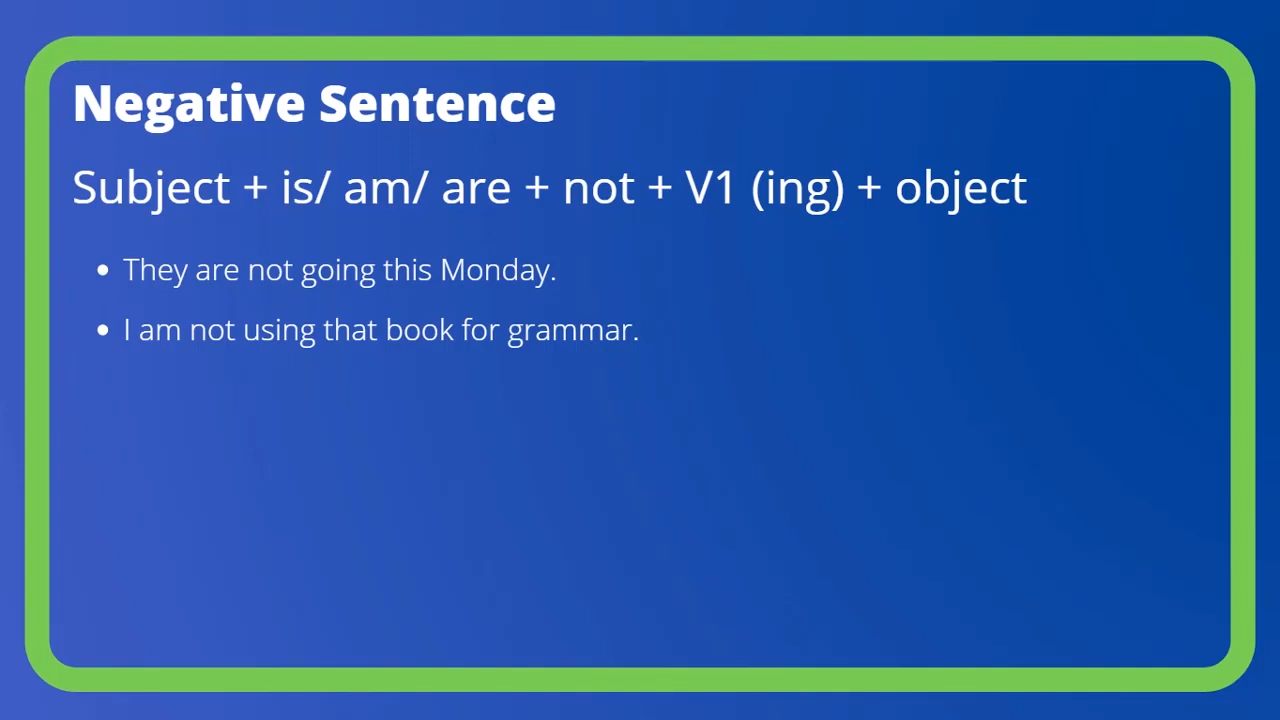 Negative Sentence
Subject + is/ am/ are + not + V1 (ing) + object
• They are not going this Monday.
• I am not using that book for grammar.